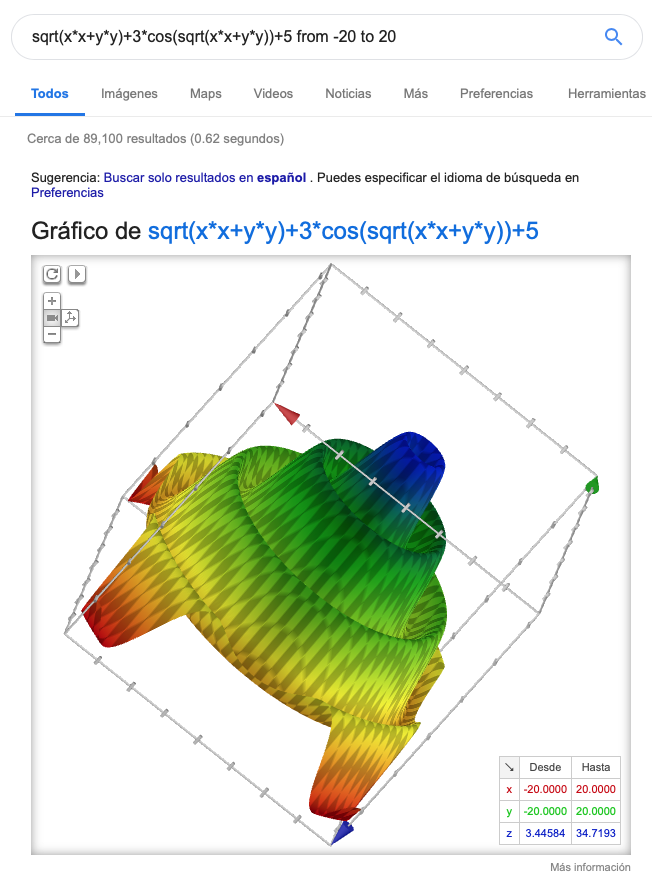 sqrt(x*x+y*y)+3*cos(sqrt(x*x+y*y))+5 from -20 to 20
Todos Imágenes Maps Videos Noticias Más Preferencias Herramientas
Cerca de 89,100 resultados (0.62 segundos)
Sugerencia: Buscar solo resultados en español . Puedes especificar el idioma de búsqueda en
Preferencias
Gráfico de sqrt(x*x+y*y)+3*cos(sqrt(x*x+y*y))+5
+
−
↘ Desde Hasta
x -20.0000 20.0000
y -20.0000 20.0000
z 3.44584 34.7193
Más información